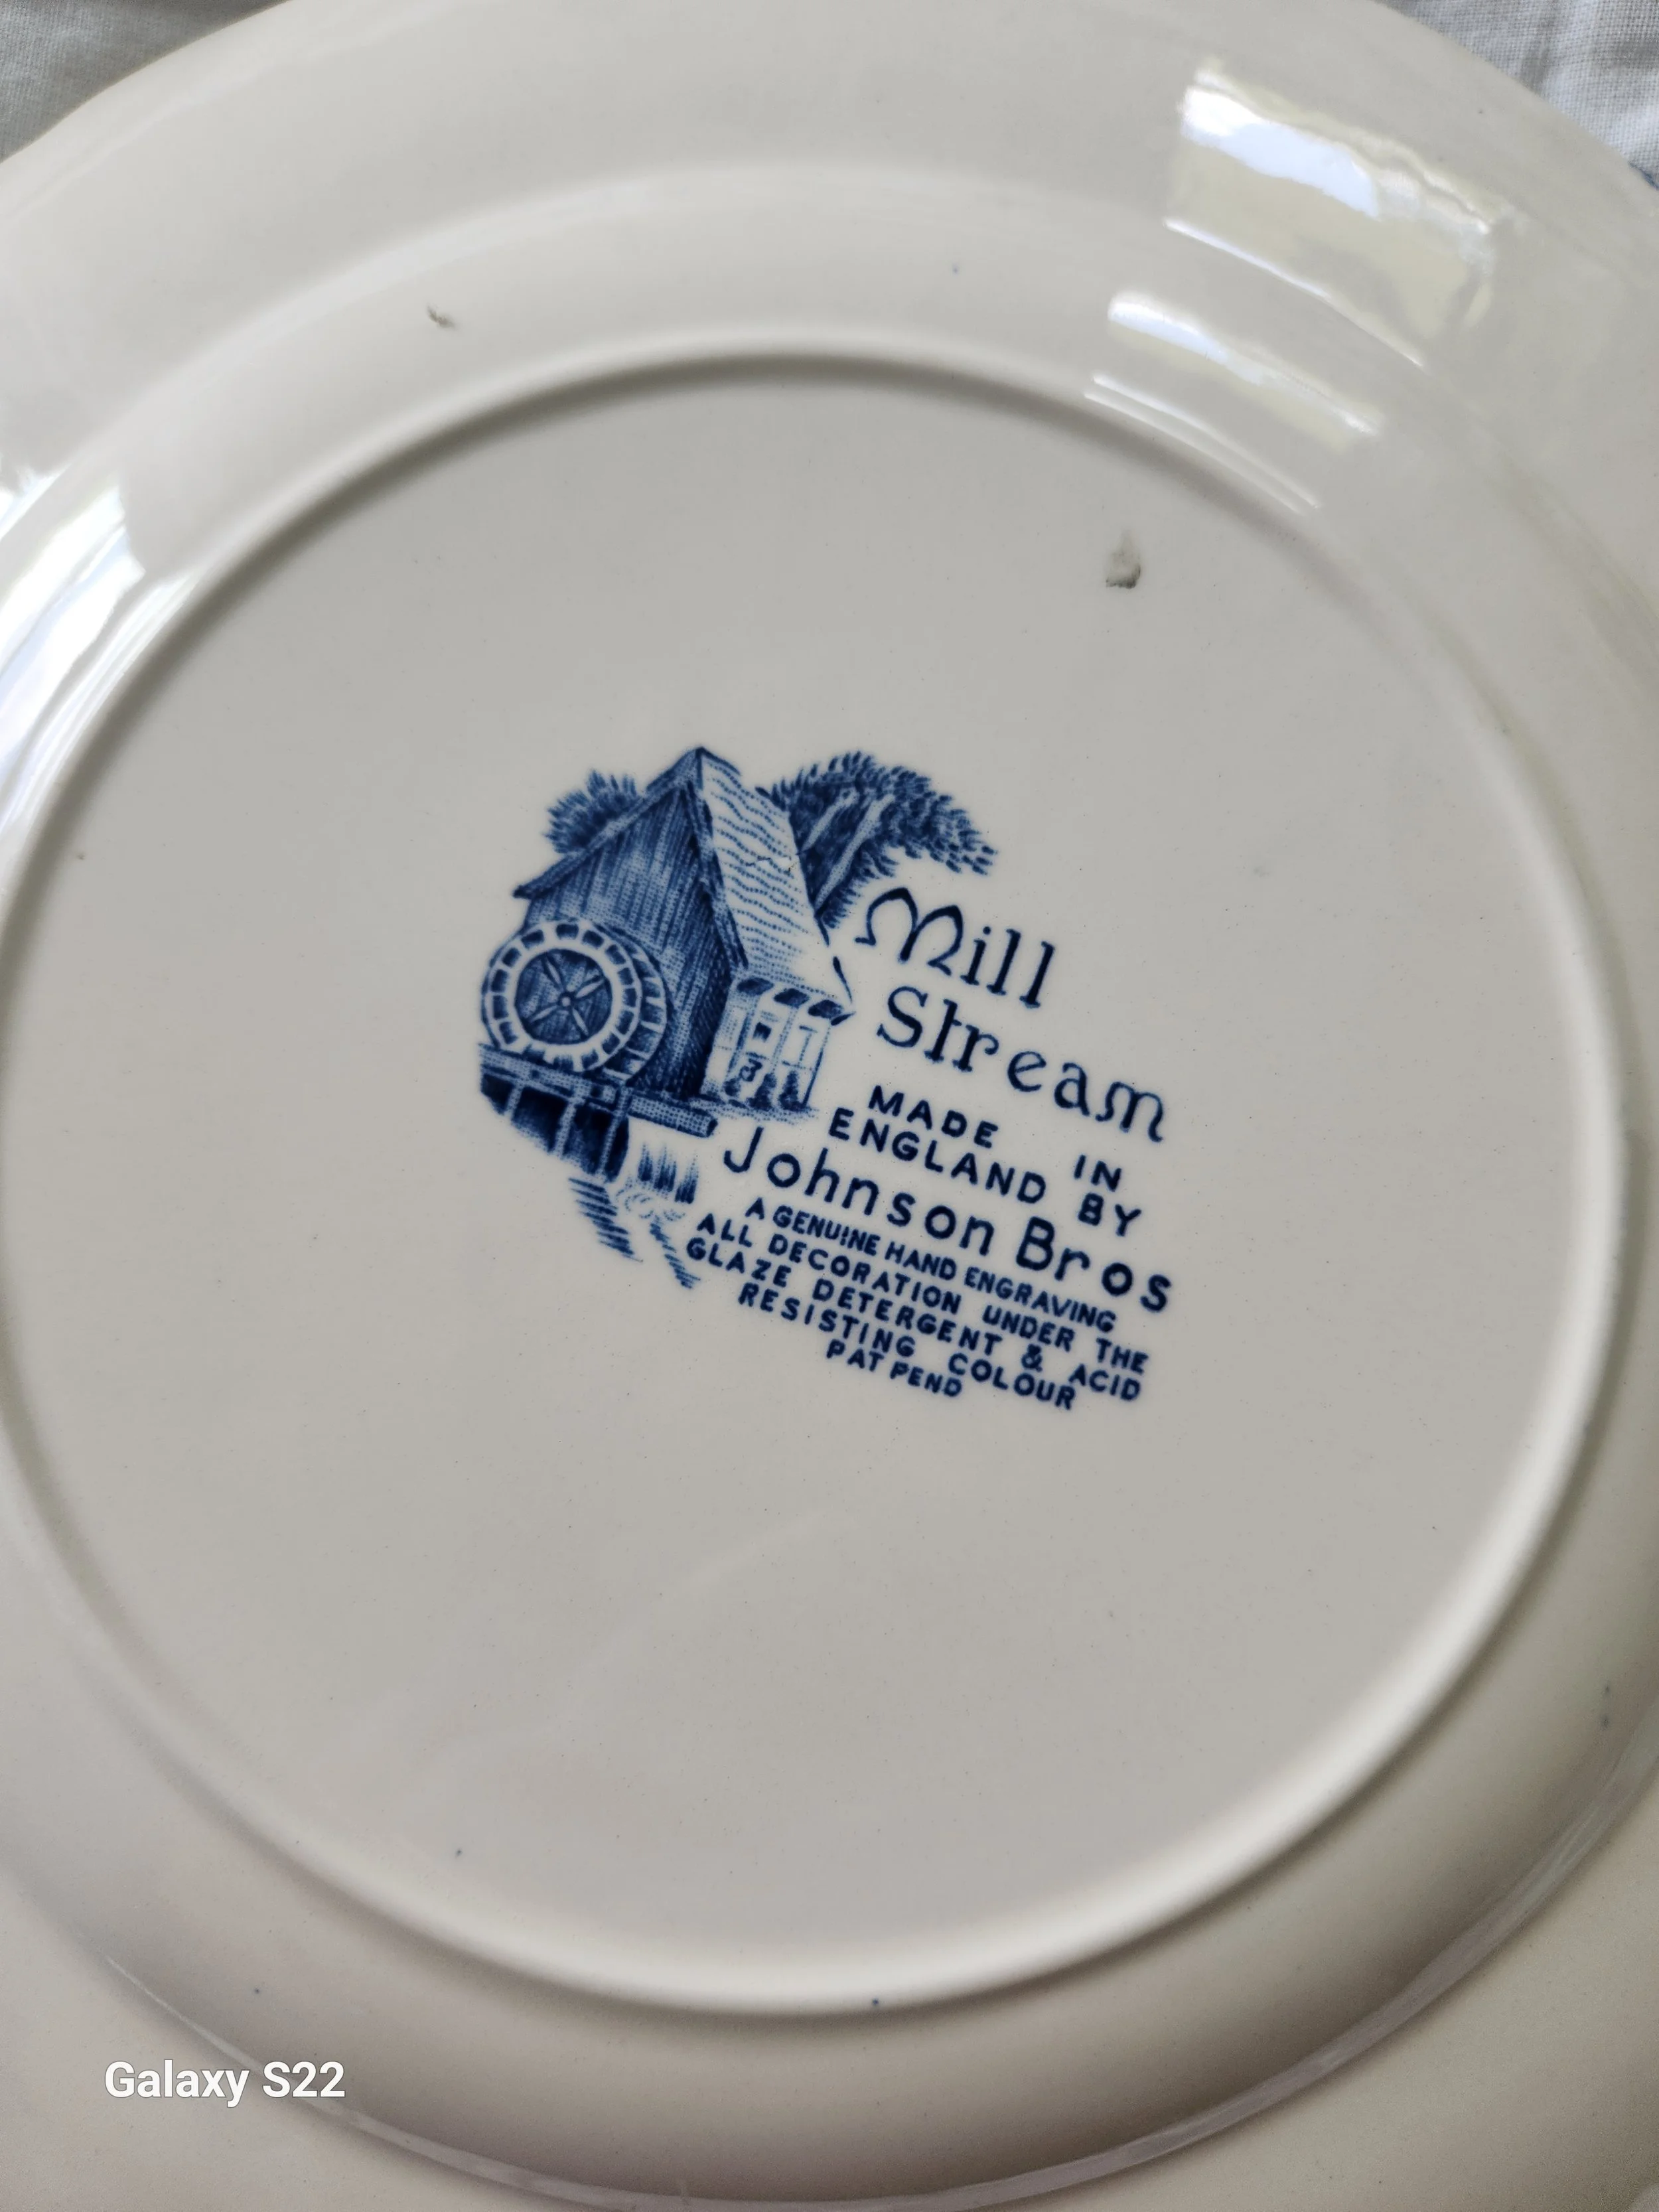 Mill
Stream
MADE IN
ENGLAND BY
Johnson Bros
A GENUINE HAND ENGRAVING
ALL DECORATION UNDER THE
GLAZE DETERGENT & ACID
RESISTING COLOUR
PAT PEND
3
Galaxy S22